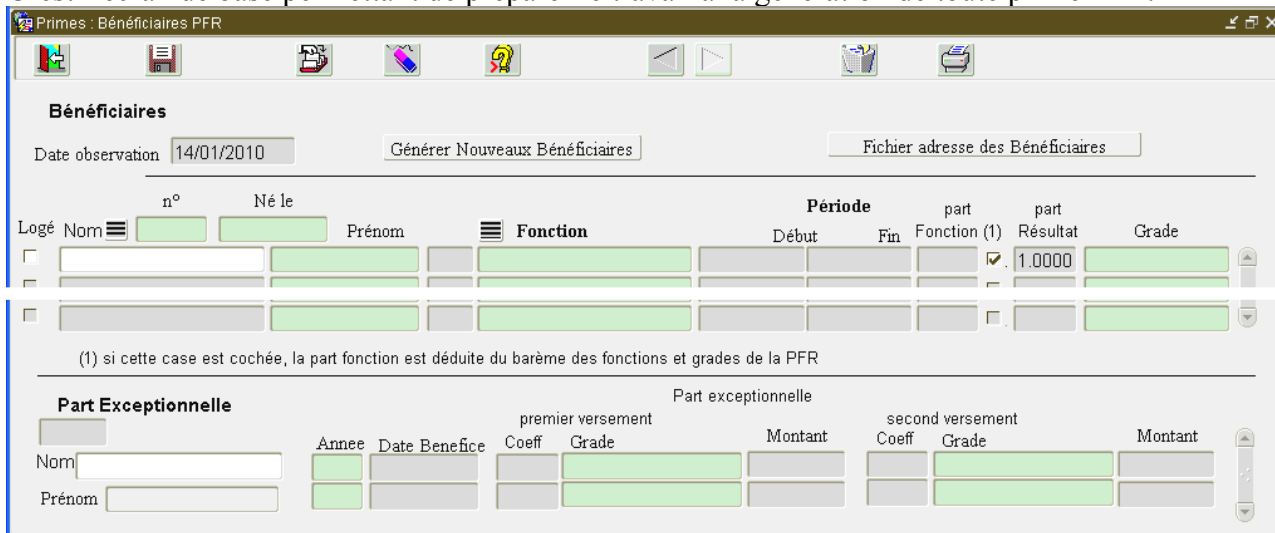 Primes : Bénéficiaires PFR
Bénéficiaires
Date observation 14/01/2010 Générer Nouveaux Bénéficiaires Fichier adresse des Bénéficiaires
n° Né le Période part part
Logé Nom Prénom Fonction Début Fin Fonction (1) Résultat Grade
1.0000
(1) si cette case est cochée, la part fonction est déduite du barème des fonctions et grades de la PFR
Part Exceptionnelle Part exceptionnelle
premier versement second versement
Annee Date Benefice Coeff Grade Montant Coeff Grade Montant
Nom
Prénom